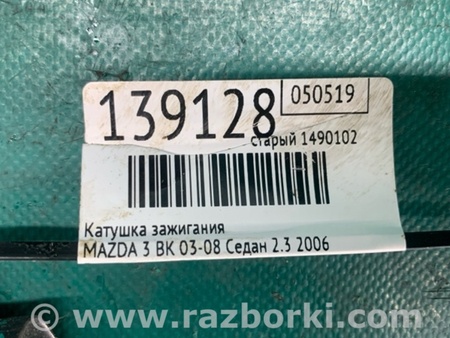 139128
050519
старый 1490102
Катушка зажигания
MAZDA 3 BK 03-08 Седан 2.3 2006
www.razborki.com